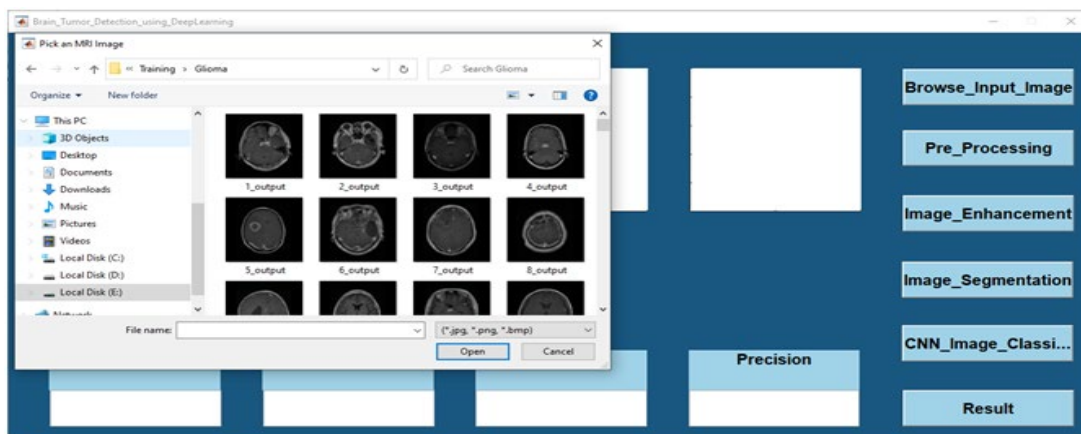 Brain_Tumor_Detection_using_DeepLearning
Pick an MRI Image
« Training › Glioma
Search Glioma
Organize
New folder
This PC
3D Objects
Desktop
Documents
Downloads
Music
Pictures
Videos
Local Disk (C:)
Local Disk (D:)
Local Disk (E:)
1_output
2_output
3_output
4_output
5_output
6_output
7_output
8_output
File name:
(*.jpg, *.png, *.bmp)
Open
Cancel
Precision
Browse_Input_Image
Pre_Processing
Image_Enhancement
Image_Segmentation
CNN_Image_Classi...
Result